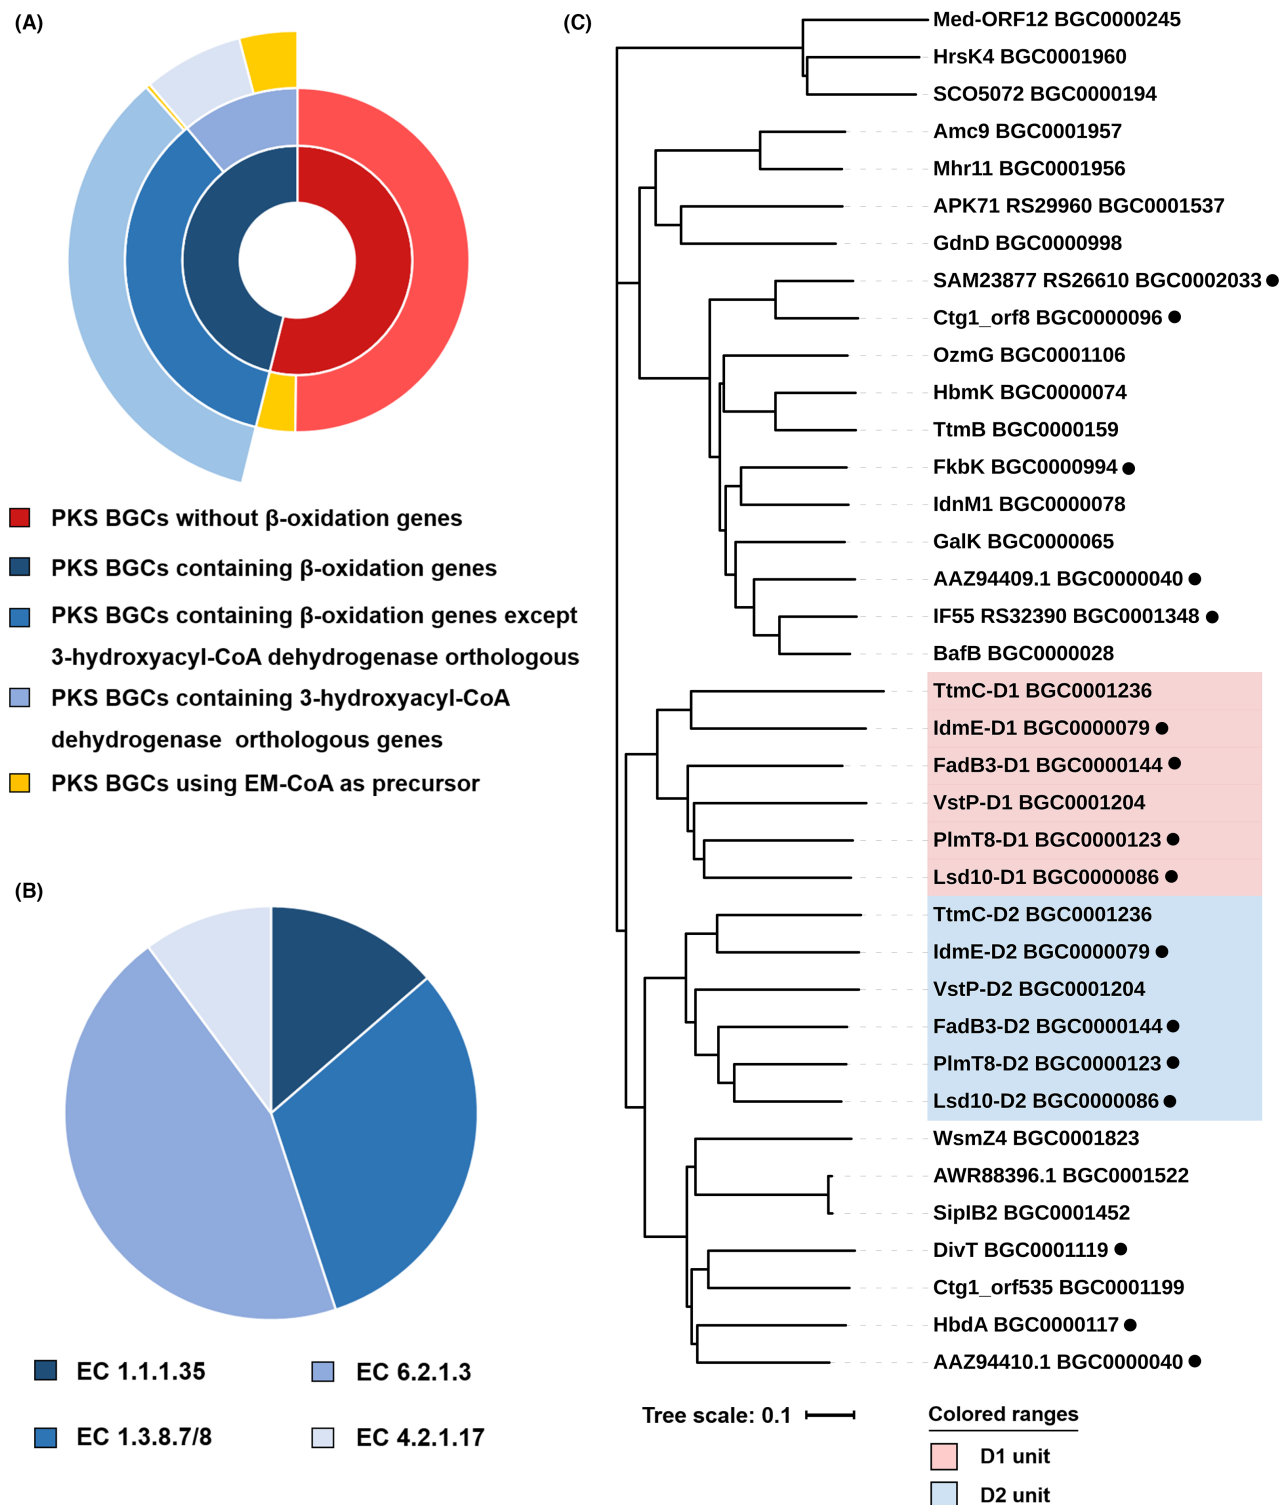 (A)
PKS BGCs without β-oxidation genes
PKS BGCs containing β-oxidation genes
PKS BGCs containing β-oxidation genes except
3-hydroxyacyl-CoA dehydrogenase orthologous
PKS BGCs containing 3-hydroxyacyl-CoA
dehydrogenase orthologous genes
PKS BGCs using EM-CoA as precursor
(B)
EC 1.1.1.35
EC 6.2.1.3
EC 1.3.8.7/8
EC 4.2.1.17
(C)
Med-ORF12 BGC0000245
HrsK4 BGC0001960
SCO5072 BGC0000194
Amc9 BGC0001957
Mhr11 BGC0001956
APK71 RS29960 BGC0001537
GdnD BGC0000998
SAM23877 RS26610 BGC0002033
Ctg1_orf8 BGC0000096
OzmG BGC0001106
HbmK BGC0000074
TtmB BGC0000159
FkbK BGC0000994
IdnM1 BGC0000078
GalK BGC0000065
AAZ94409.1 BGC0000040
IF55 RS32390 BGC0001348
BafB BGC0000028
TtmC-D1 BGC0001236
IdmE-D1 BGC0000079
FadB3-D1 BGC0000144
VstP-D1 BGC0001204
PlmT8-D1 BGC0000123
Lsd10-D1 BGC0000086
TtmC-D2 BGC0001236
IdmE-D2 BGC0000079
VstP-D2 BGC0001204
FadB3-D2 BGC0000144
PlmT8-D2 BGC0000123
Lsd10-D2 BGC0000086
WsmZ4 BGC0001823
AWR88396.1 BGC0001522
SipIB2 BGC0001452
DivT BGC0001119
Ctg1_orf535 BGC0001199
HbdA BGC0000117
AAZ94410.1 BGC0000040
Tree scale: 0.1
Colored ranges
D1 unit
D2 unit